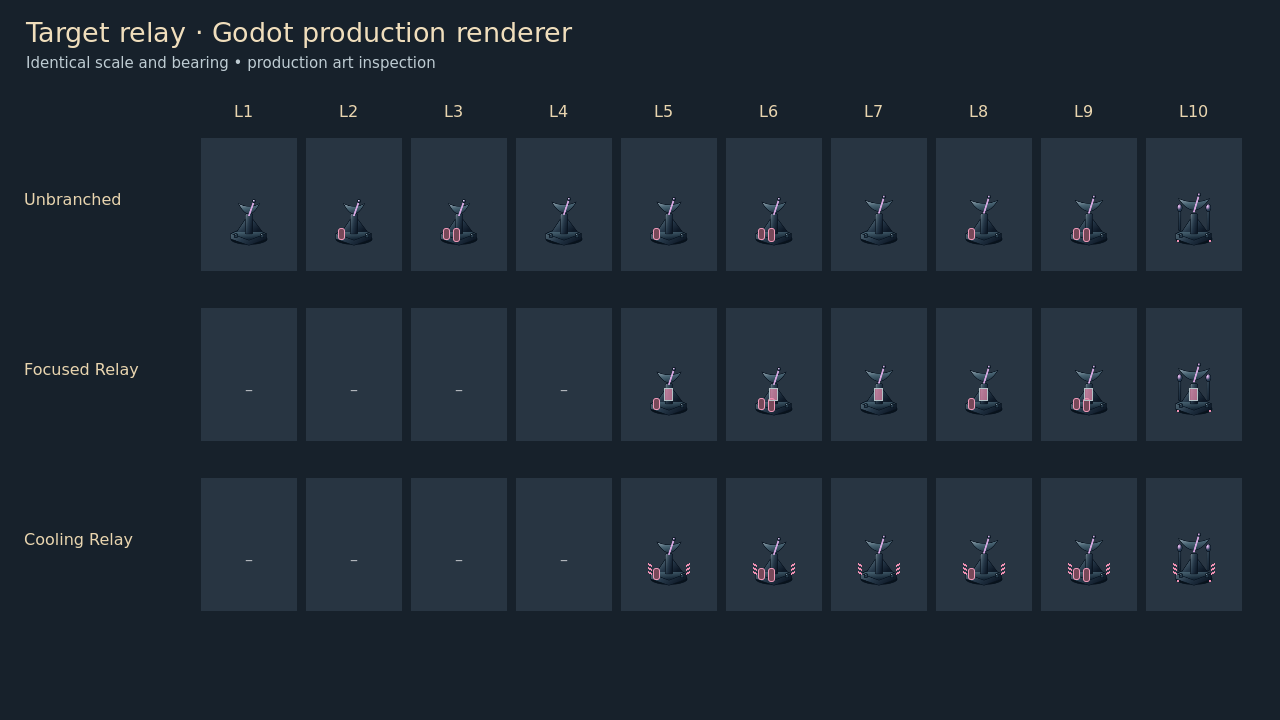 Target relay · Godot production renderer
Identical scale and bearing • production art inspection
L1 L2 L3 L4 L5 L6 L7 L8 L9 L10
Unbranched
Focused Relay – – – –
Cooling Relay – – – –